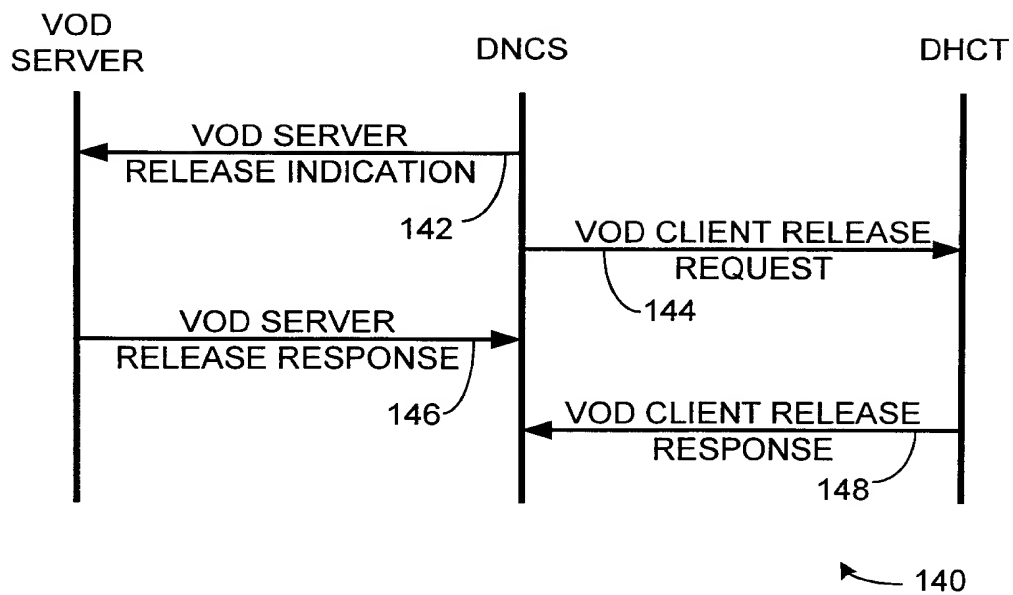 VOD
SERVER
DNCS
DHCT
VOD SERVER
RELEASE INDICATION
142
VOD CLIENT RELEASE
REQUEST
144
VOD SERVER
RELEASE RESPONSE
146
VOD CLIENT RELEASE
RESPONSE
148
140